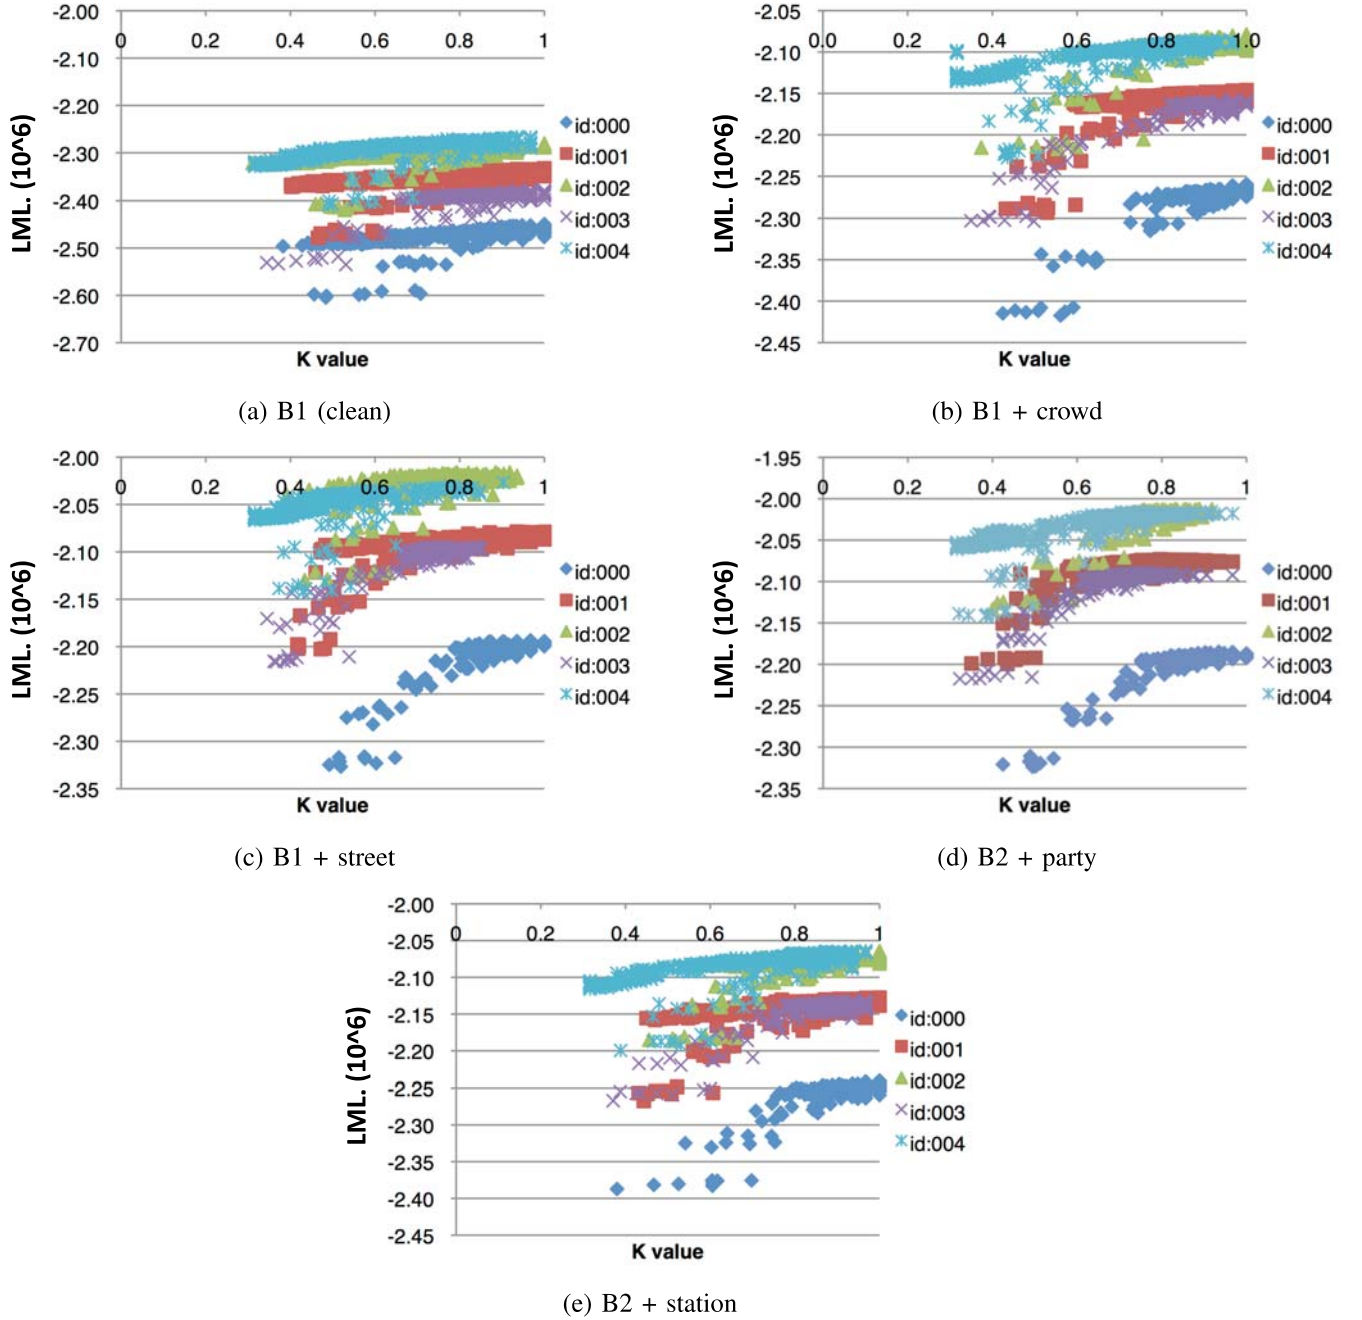 -2.00
-2.10
-2.20
-2.30
-2.40
-2.50
-2.60
-2.70
0 0.2 0.4 0.6 0.8 1
LML. (10^6)
K value
id:000
id:001
id:002
id:003
id:004
(a) B1 (clean)
-2.05
-2.10
-2.15
-2.20
-2.25
-2.30
-2.35
-2.40
-2.45
0.0 0.2 0.4 0.6 0.8 1.0
LML. (10^6)
K value
id:000
id:001
id:002
id:003
id:004
(b) B1 + crowd
-2.00
-2.05
-2.10
-2.15
-2.20
-2.25
-2.30
-2.35
0 0.2 0.4 0.6 0.8 1
LML. (10^6)
K value
id:000
id:001
id:002
id:003
id:004
(c) B1 + street
-1.95
-2.00
-2.05
-2.10
-2.15
-2.20
-2.25
-2.30
-2.35
0 0.2 0.4 0.6 0.8 1
LML. (10^6)
K value
id:000
id:001
id:002
id:003
id:004
(d) B2 + party
-2.00
-2.05
-2.10
-2.15
-2.20
-2.25
-2.30
-2.35
-2.40
-2.45
0 0.2 0.4 0.6 0.8 1
LML. (10^6)
K value
id:000
id:001
id:002
id:003
id:004
(e) B2 + station